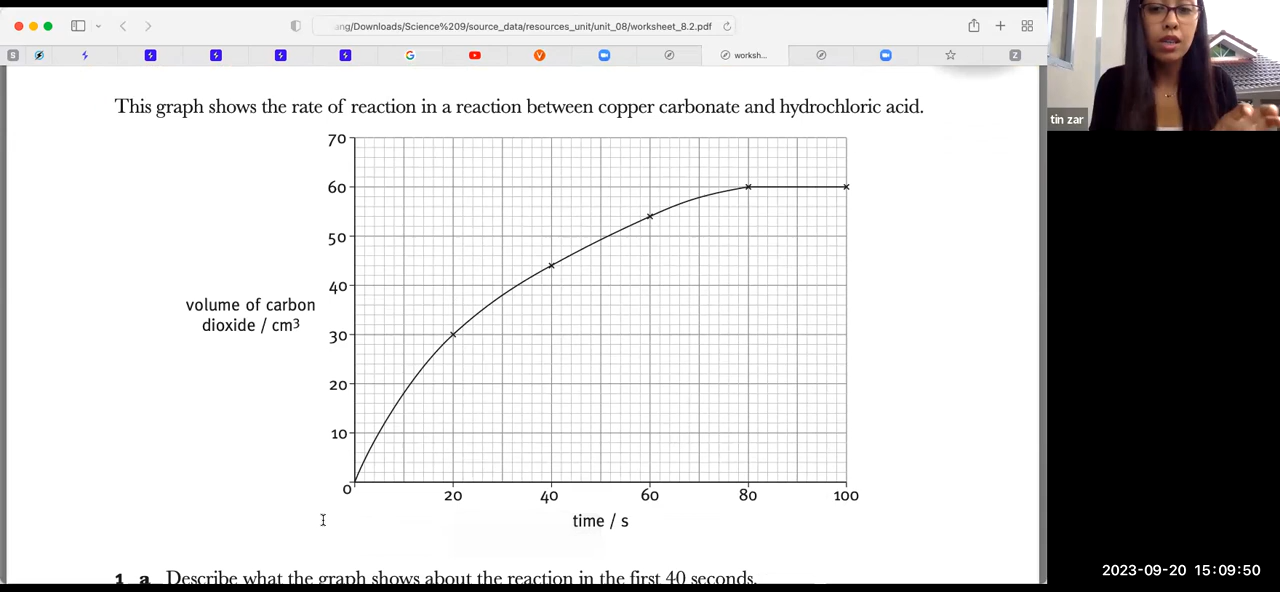 ang/Downloads/Science%209/source_data/resources_unit/unit_08/worksheet_8.2.pdf
S
G
V
worksh...
Z
tin zar
This graph shows the rate of reaction in a reaction between copper carbonate and hydrochloric acid.
70
60
50
40
30
20
10
0
volume of carbon
dioxide / cm3
20 40 60 80 100
time / s
1 a Describe what the graph shows about the reaction in the first 40 seconds.
2023-09-20 15:09:50